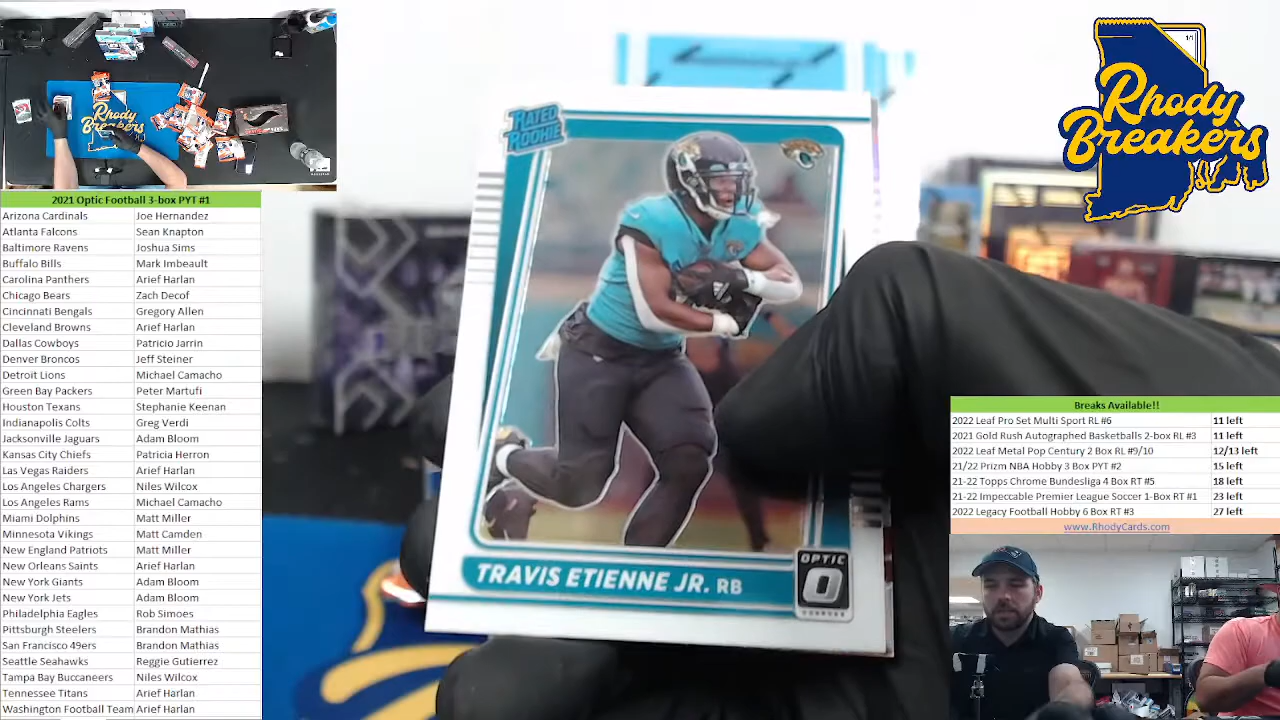 Rhody
Breakers
2021 Optic Football 3-box PYT #1
Arizona Cardinals Joe Hernandez
Atlanta Falcons Sean Knapton
Baltimore Ravens Joshua Sims
Buffalo Bills Mark Imbeault
Carolina Panthers Arief Harlan
Chicago Bears Zach Decof
Cincinnati Bengals Gregory Allen
Cleveland Browns Arief Harlan
Dallas Cowboys Patricio Jarrin
Denver Broncos Jeff Steiner
Detroit Lions Michael Camacho
Green Bay Packers Peter Martufi
Houston Texans Stephanie Keenan
Indianapolis Colts Greg Verdi
Jacksonville Jaguars Adam Bloom
Kansas City Chiefs Patricia Herron
Las Vegas Raiders Arief Harlan
Los Angeles Chargers Niles Wilcox
Los Angeles Rams Michael Camacho
Miami Dolphins Matt Miller
Minnesota Vikings Matt Camden
New England Patriots Matt Miller
New Orleans Saints Arief Harlan
New York Giants Adam Bloom
New York Jets Adam Bloom
Philadelphia Eagles Rob Simoes
Pittsburgh Steelers Brandon Mathias
San Francisco 49ers Brandon Mathias
Seattle Seahawks Reggie Gutierrez
Tampa Bay Buccaneers Niles Wilcox
Tennessee Titans Arief Harlan
Washington Football Team Arief Harlan
RATED
ROOKIE
TRAVIS ETIENNE JR. RB
OPTIC
O
DONRUSS
1/1
Rhody
Breakers
Breaks Available!!
2022 Leaf Pro Set Multi Sport RL #6 11 left
2021 Gold Rush Autographed Basketballs 2-box RL #3 11 left
2022 Leaf Metal Pop Century 2 Box RL #9/10 12/13 left
21/22 Prizm NBA Hobby 3 Box PYT #2 15 left
21-22 Topps Chrome Bundesliga 4 Box RT #5 18 left
21-22 Impeccable Premier League Soccer 1-Box RT #1 23 left
2022 Legacy Football Hobby 6 Box RT #3 27 left
www.RhodyCards.com